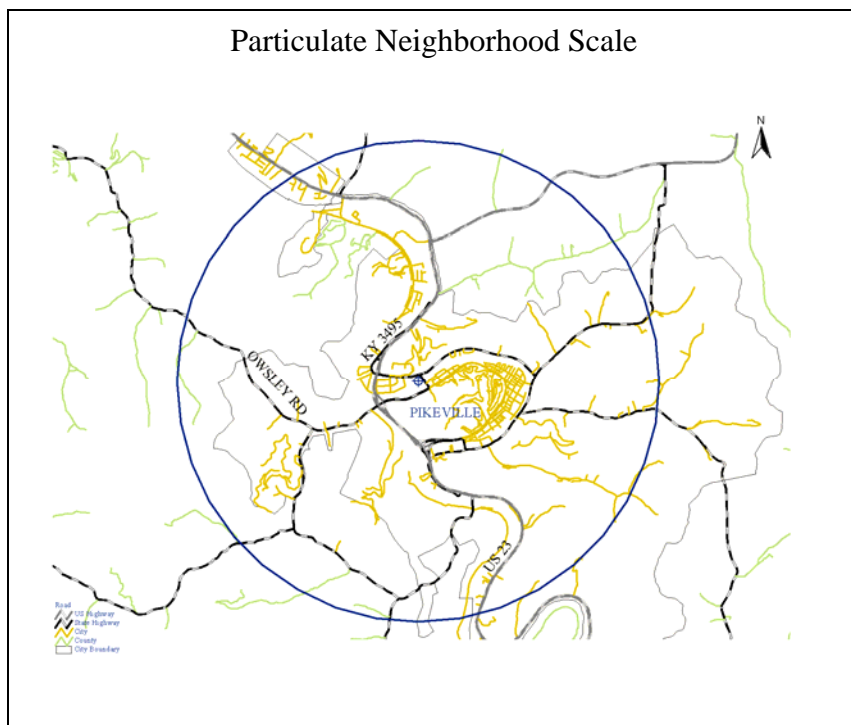 Particulate Neighborhood Scale
N
KY 3495
OWSLEY RD
PIKEVILLE
US 23
Road
US Highway
State Highway
City
County
City Boundary